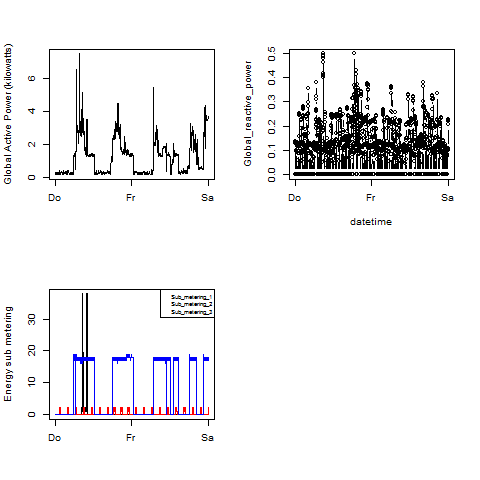 Global Active Power (kilowatts)
0 2 4 6
Do Fr Sa
Global_reactive_power
0.0 0.1 0.2 0.3 0.4 0.5
Do Fr Sa
datetime
Energy sub metering
0 10 20 30
Sub_metering_1
Sub_metering_2
Sub_metering_3
Do Fr Sa